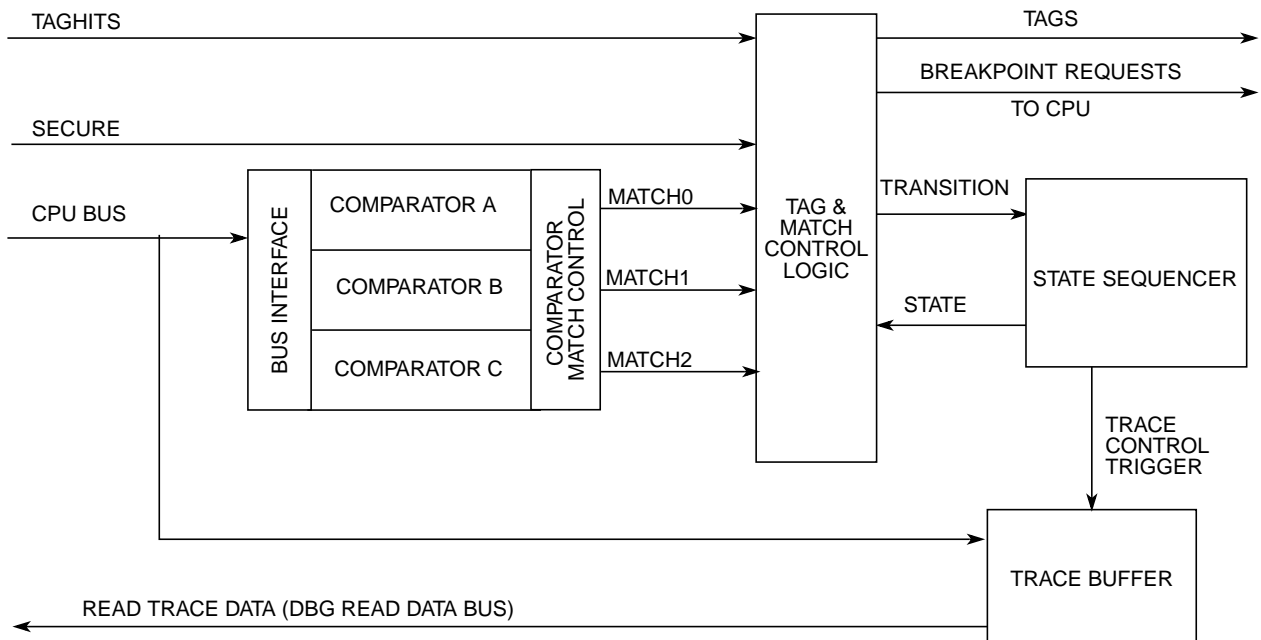 TAGHITS
TAGS
BREAKPOINT REQUESTS
TO CPU
SECURE
CPU BUS
BUS INTERFACE
COMPARATOR A
COMPARATOR B
COMPARATOR C
COMPARATOR
MATCH CONTROL
MATCH0
MATCH1
MATCH2
TAG &
MATCH
CONTROL
LOGIC
TRANSITION
STATE
STATE SEQUENCER
TRACE
CONTROL
TRIGGER
TRACE BUFFER
READ TRACE DATA (DBG READ DATA BUS)